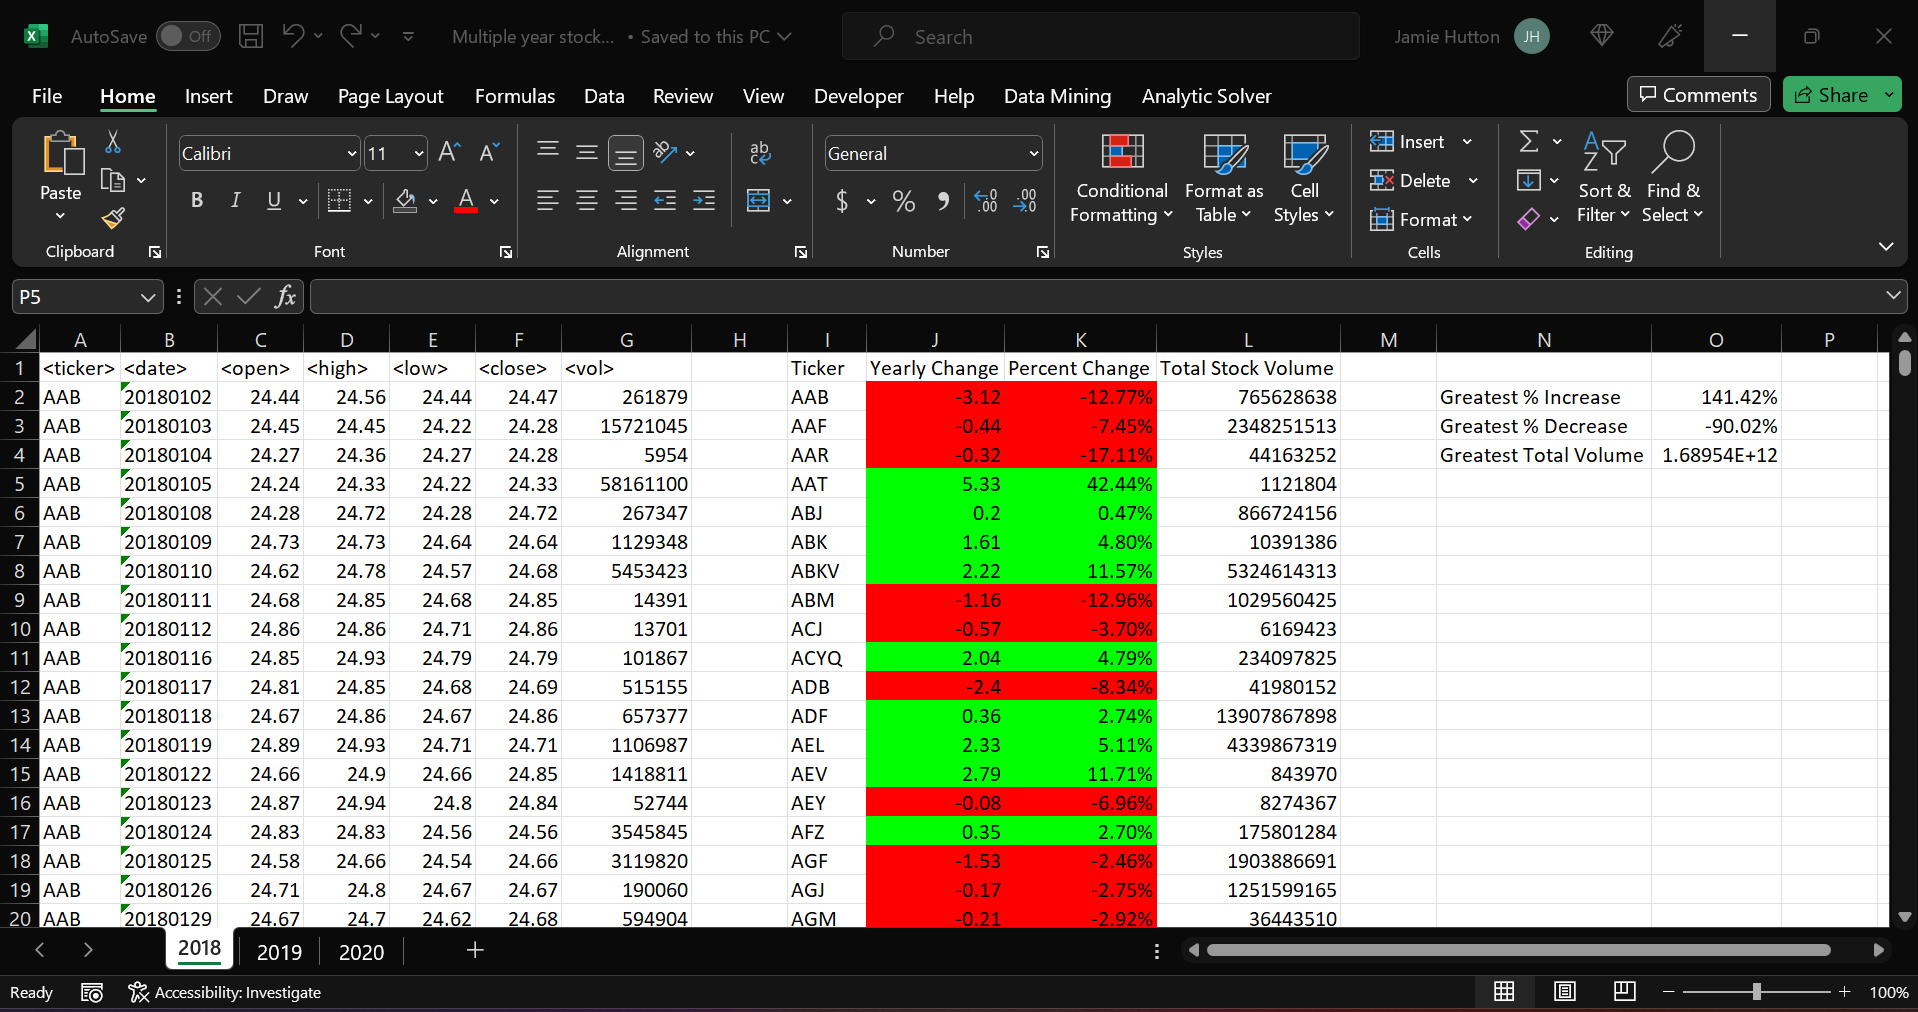 AutoSave Off Multiple year stock... • Saved to this PC Search Jamie Hutton JH
File Home Insert Draw Page Layout Formulas Data Review View Developer Help Data Mining Analytic Solver Comments Share
Paste Calibri 11 General Conditional Formatting Format as Table Cell Styles Insert Delete Format Sort & Filter Find & Select
Clipboard Font Alignment Number Styles Cells Editing
P5 fx
A B C D E F G H I J K L M N O P
1 <ticker> <date> <open> <high> <low> <close> <vol> Ticker Yearly Change Percent Change Total Stock Volume
2 AAB 20180102 24.44 24.56 24.44 24.47 261879 AAB -3.12 -12.77% 765628638 Greatest % Increase 141.42%
3 AAB 20180103 24.45 24.45 24.22 24.28 15721045 AAF -0.44 -7.45% 2348251513 Greatest % Decrease -90.02%
4 AAB 20180104 24.27 24.36 24.27 24.28 5954 AAR -0.32 -17.11% 44163252 Greatest Total Volume 1.68954E+12
5 AAB 20180105 24.24 24.33 24.22 24.33 58161100 AAT 5.33 42.44% 1121804
6 AAB 20180108 24.28 24.72 24.28 24.72 267347 ABJ 0.2 0.47% 866724156
7 AAB 20180109 24.73 24.73 24.64 24.64 1129348 ABK 1.61 4.80% 10391386
8 AAB 20180110 24.62 24.78 24.57 24.68 5453423 ABKV 2.22 11.57% 5324614313
9 AAB 20180111 24.68 24.85 24.68 24.85 14391 ABM -1.16 -12.96% 1029560425
10 AAB 20180112 24.86 24.86 24.71 24.86 13701 ACJ -0.57 -3.70% 6169423
11 AAB 20180116 24.85 24.93 24.79 24.79 101867 ACYQ 2.04 4.79% 234097825
12 AAB 20180117 24.81 24.85 24.68 24.69 515155 ADB -2.4 -8.34% 41980152
13 AAB 20180118 24.67 24.86 24.67 24.86 657377 ADF 0.36 2.74% 13907867898
14 AAB 20180119 24.89 24.93 24.71 24.71 1106987 AEL 2.33 5.11% 4339867319
15 AAB 20180122 24.66 24.9 24.66 24.85 1418811 AEV 2.79 11.71% 843970
16 AAB 20180123 24.87 24.94 24.8 24.84 52744 AEY -0.08 -6.96% 8274367
17 AAB 20180124 24.83 24.83 24.56 24.56 3545845 AFZ 0.35 2.70% 175801284
18 AAB 20180125 24.58 24.66 24.54 24.66 3119820 AGF -1.53 -2.46% 1903886691
19 AAB 20180126 24.71 24.8 24.67 24.67 190060 AGJ -0.17 -2.75% 1251599165
20 AAB 20180129 24.67 24.7 24.62 24.68 594904 AGM -0.21 -2.92% 36443510
2018 2019 2020
Ready Accessibility: Investigate 100%